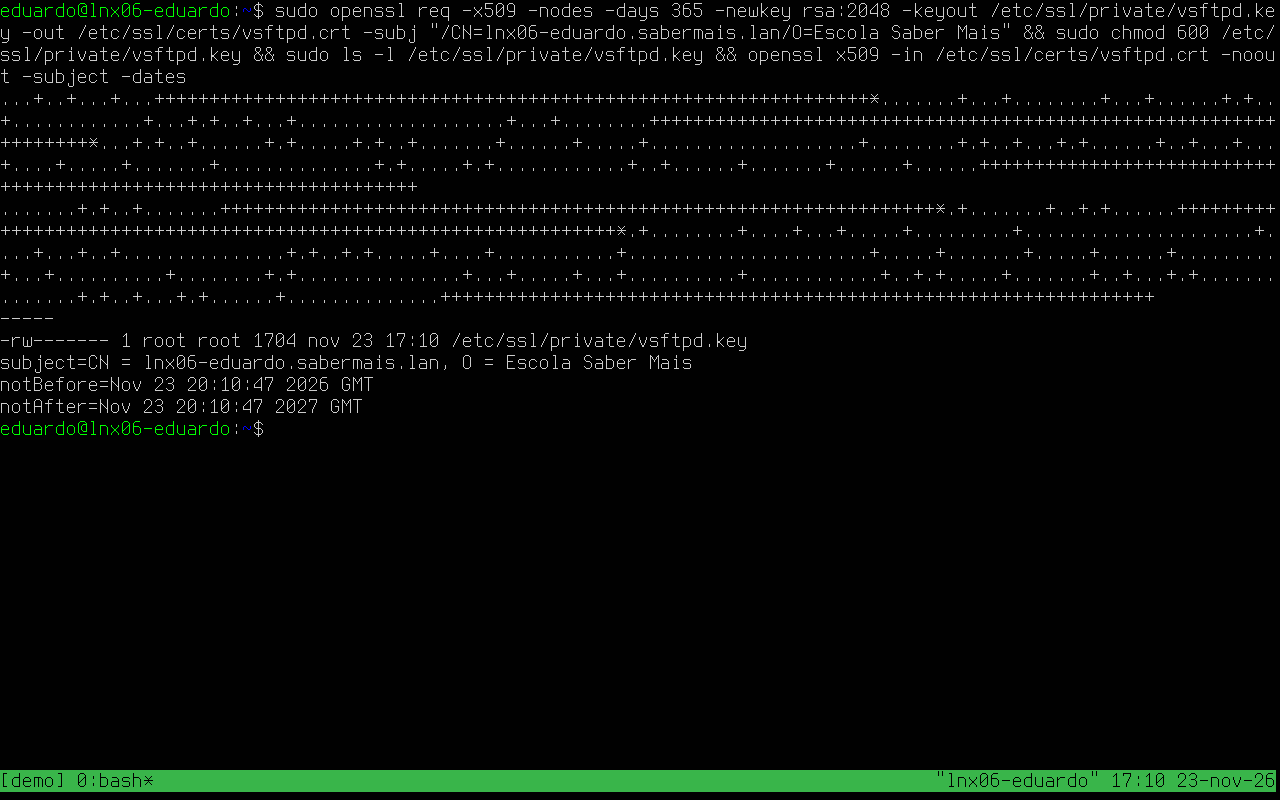 eduardo@lnx06-eduardo:~$ sudo openssl req -x509 -nodes -days 365 -newkey rsa:2048 -keyout /etc/ssl/private/vsftpd.ke
y -out /etc/ssl/certs/vsftpd.crt -subj "/CN=lnx06-eduardo.sabermais.lan/O=Escola Saber Mais" && sudo chmod 600 /etc/
ssl/private/vsftpd.key && sudo ls -l /etc/ssl/private/vsftpd.key && openssl x509 -in /etc/ssl/certs/vsftpd.crt -noou
t -subject -dates
...+..+...+...+++++++++++++++++++++++++++++++++++++++++++++++++++++++++++++++++*.......+...+........+...+......+.+..
+............+...+.+..+...+...................+...+........+++++++++++++++++++++++++++++++++++++++++++++++++++++++++
++++++++*...+.+..+......+.+.....+.+..+.......+......+.....+...................+........+.+..+...+.+......+..+...+...
+....+.....+.......+..............+.+.....+.+............+..+......+.......+......+......+++++++++++++++++++++++++++
++++++++++++++++++++++++++++++++++++++
.......+.+..+.......+++++++++++++++++++++++++++++++++++++++++++++++++++++++++++++++++*.+.......+..+.+......+++++++++
++++++++++++++++++++++++++++++++++++++++++++++++++++++++*.+........+....+...+.....+.........+.....................+.
...+...+..+...............+.+..+.+.....+....+...........+......................+....+.......+.....+.......+.........
+...+..........+........+.+...............+...+.....+...+..........+............+..+.+.....+.......+..+...+.+.......
.......+.+..+...+.+......+..............+++++++++++++++++++++++++++++++++++++++++++++++++++++++++++++++++
-----
-rw------- 1 root root 1704 nov 23 17:10 /etc/ssl/private/vsftpd.key
subject=CN = lnx06-eduardo.sabermais.lan, O = Escola Saber Mais
notBefore=Nov 23 20:10:47 2026 GMT
notAfter=Nov 23 20:10:47 2027 GMT
eduardo@lnx06-eduardo:~$
[demo] 0:bash* "lnx06-eduardo" 17:10 23-nov-26